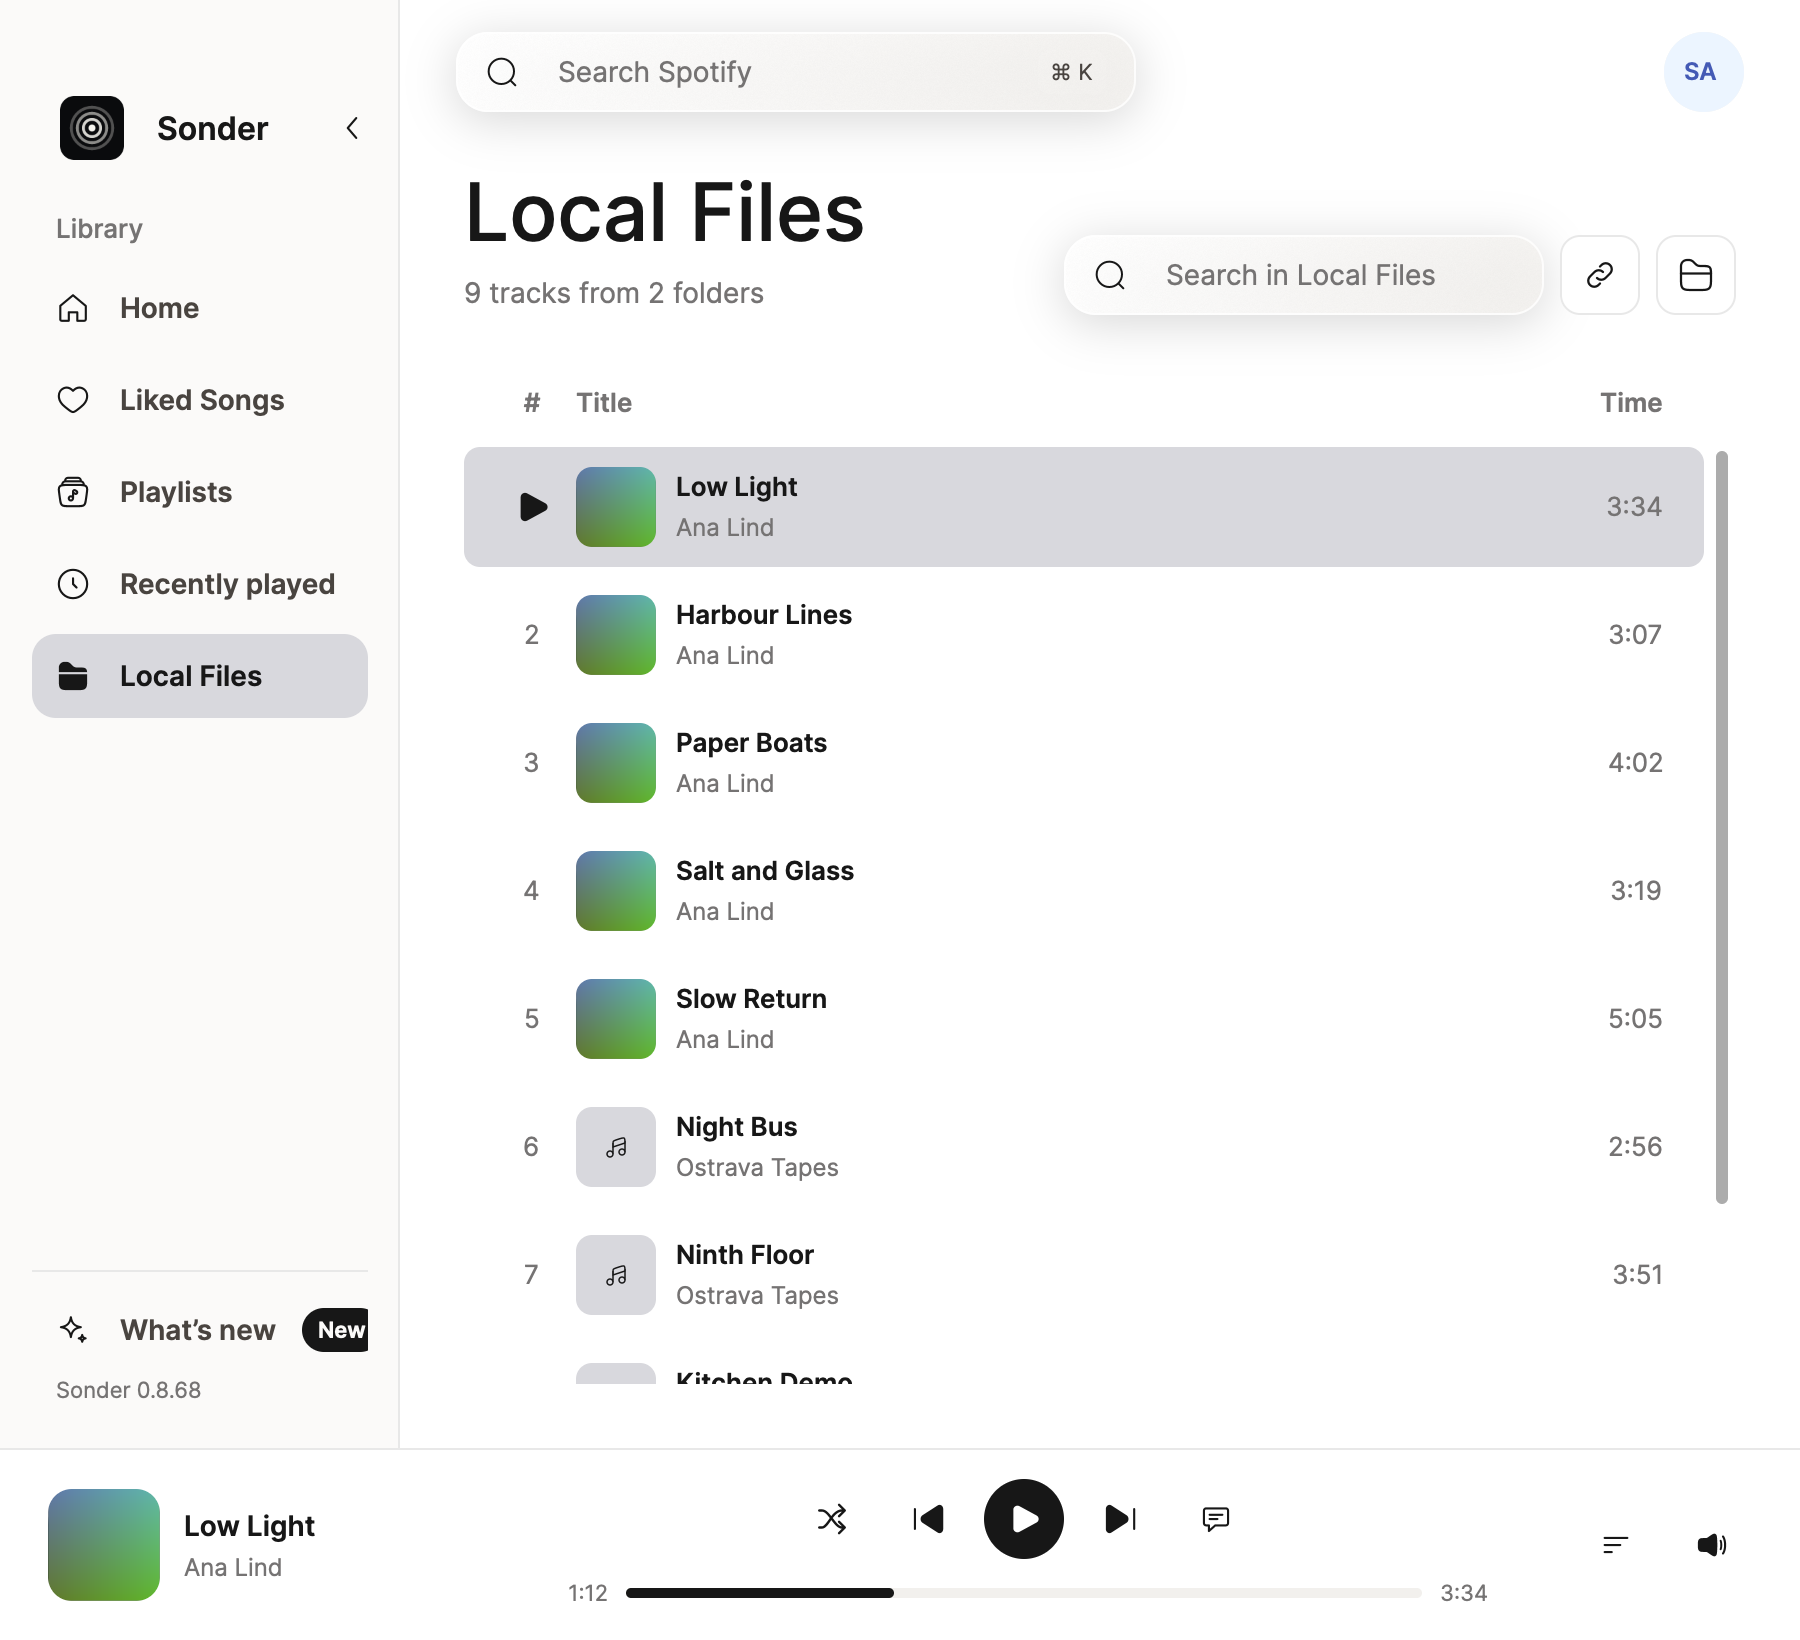 Sonder
Library
Home
Liked Songs
Playlists
Recently played
Local Files
What's new New
Sonder 0.8.68
Search Spotify ⌘ K
SA
Local Files
9 tracks from 2 folders
Search in Local Files
# Title Time
Low Light
Ana Lind
3:34
2 Harbour Lines
Ana Lind
3:07
3 Paper Boats
Ana Lind
4:02
4 Salt and Glass
Ana Lind
3:19
5 Slow Return
Ana Lind
5:05
6 Night Bus
Ostrava Tapes
2:56
7 Ninth Floor
Ostrava Tapes
3:51
Kitchen Demo
Low Light
Ana Lind
1:12 3:34